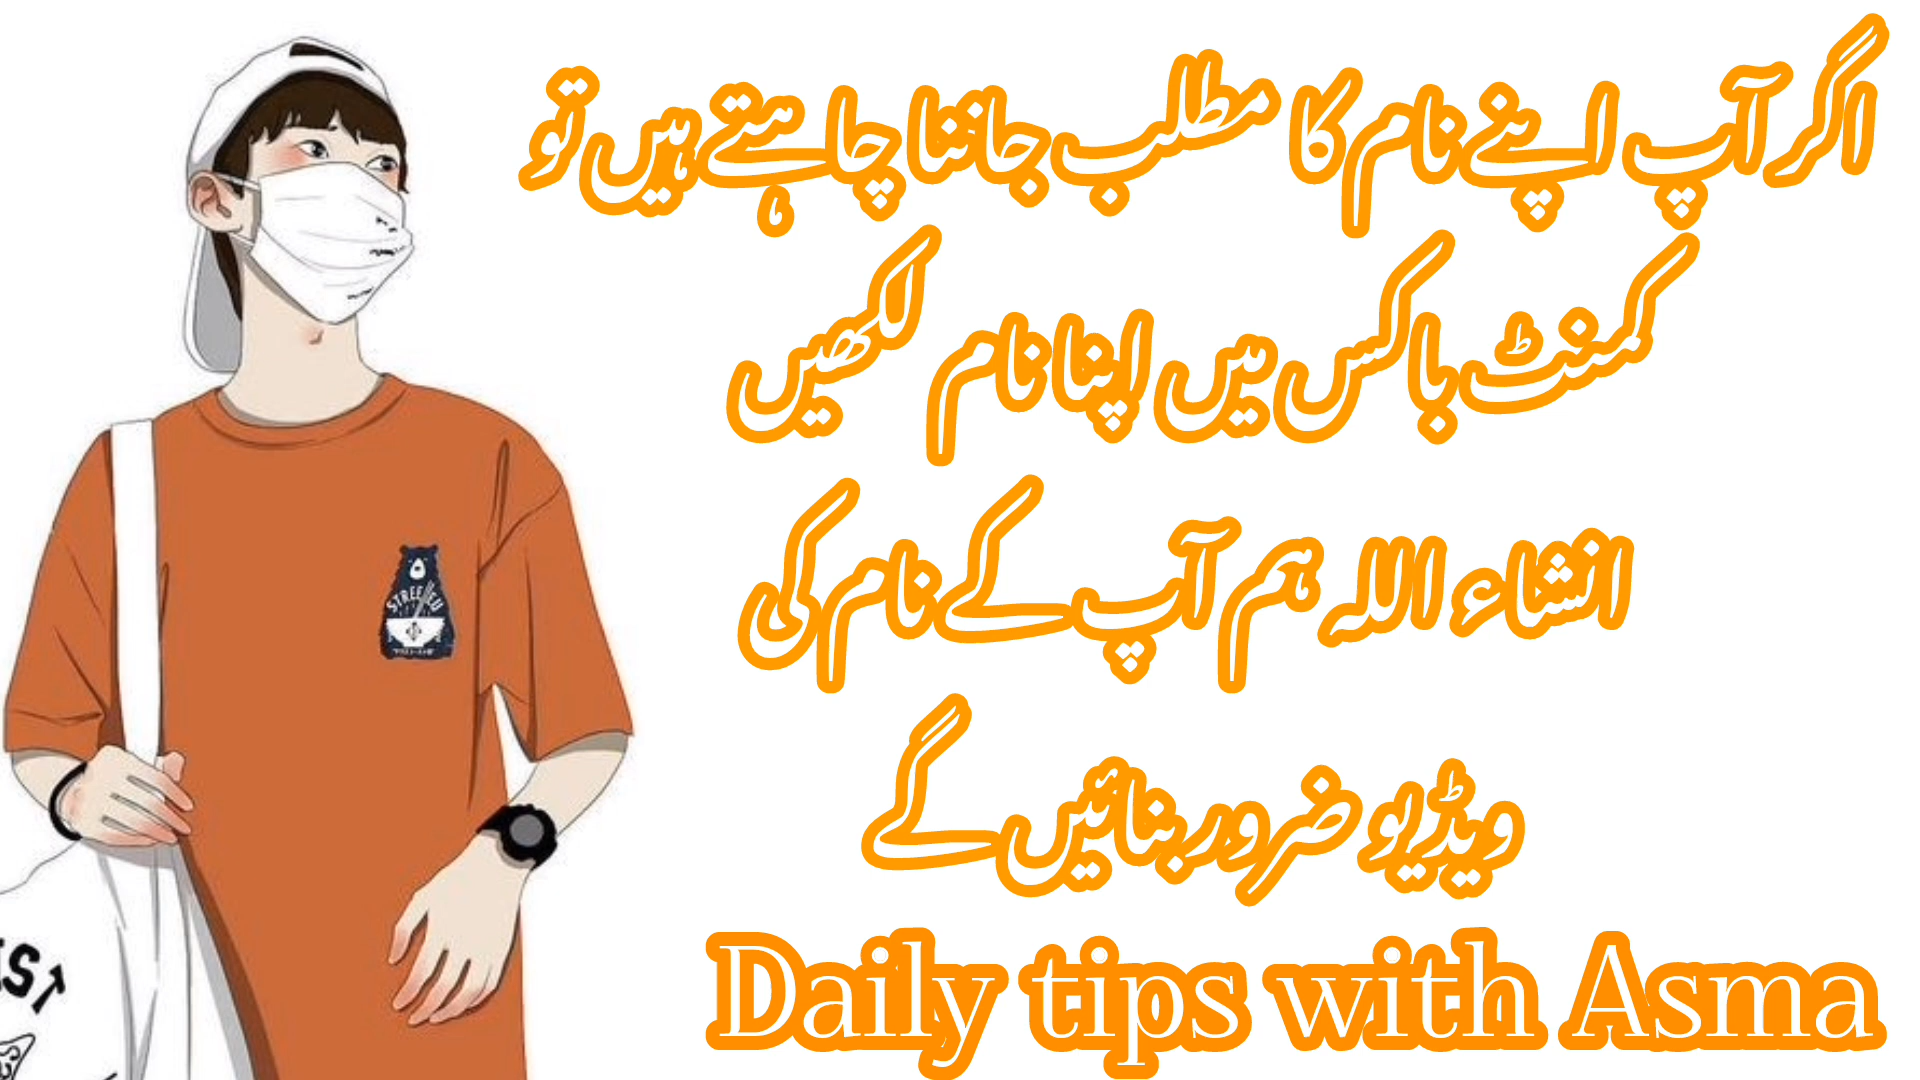 اگر آپ اپنے نام کا مطلب جاننا چاہتے ہیں تو
کمنٹ باکس میں اپنا نام لکھیں
انشاء اللہ ہم آپ کے نام کی
ویڈیو ضرور بنائیں گے
Daily tips with Asma